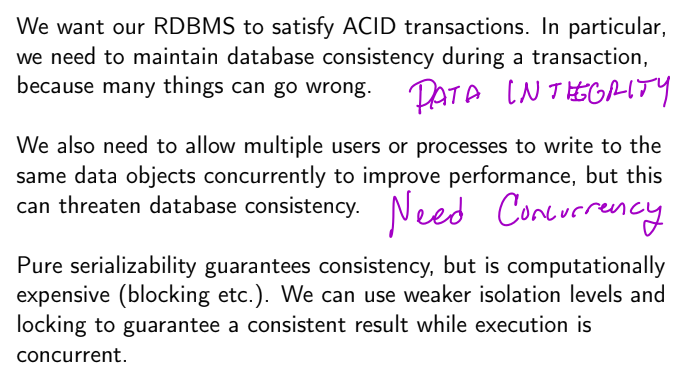 We want our RDBMS to satisfy ACID transactions. In particular,
we need to maintain database consistency during a transaction,
because many things can go wrong. DATA INTEGRITY
We also need to allow multiple users or processes to write to the
same data objects concurrently to improve performance, but this
can threaten database consistency. Need Concurrency
Pure serializability guarantees consistency, but is computationally
expensive (blocking etc.). We can use weaker isolation levels and
locking to guarantee a consistent result while execution is
concurrent.